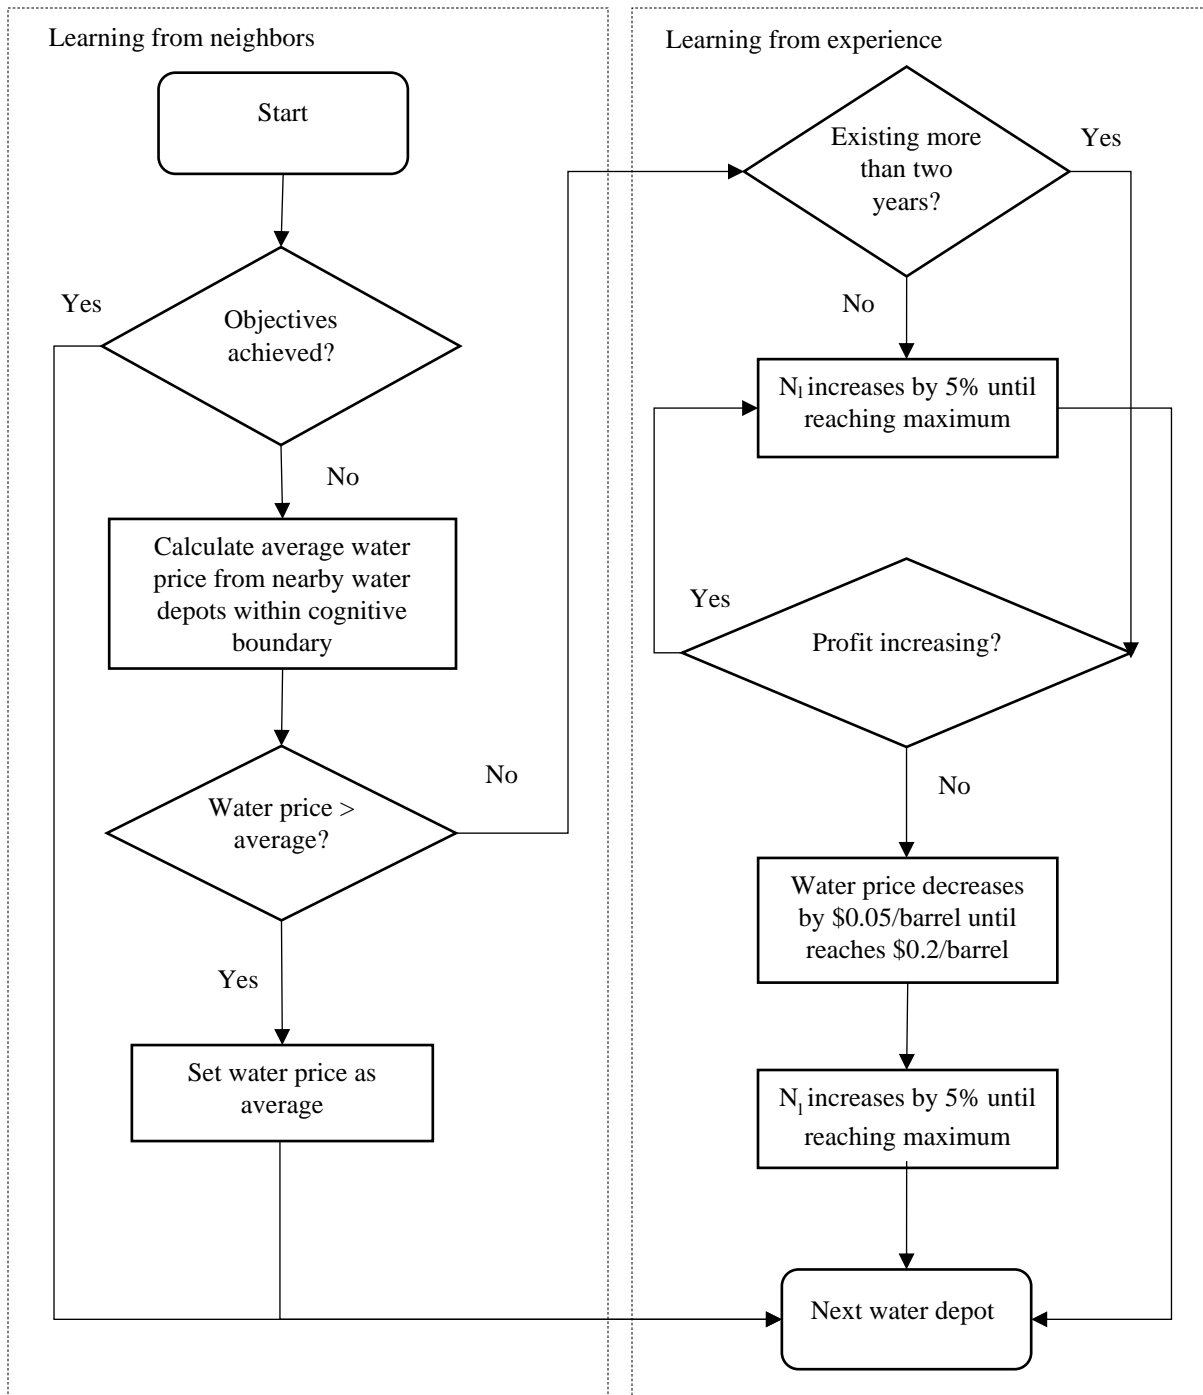 Learning from neighbors
Start
Yes
Objectives
achieved?
No
Calculate average water
price from nearby water
depots within cognitive
boundary
No
Water price >
average?
Yes
Set water price as
average
Learning from experience
Existing more
than two
years?
Yes
No
Nl increases by 5% until
reaching maximum
Yes
Profit increasing?
No
Water price decreases
by $0.05/barrel until
reaches $0.2/barrel
Nl increases by 5% until
reaching maximum
Next water depot